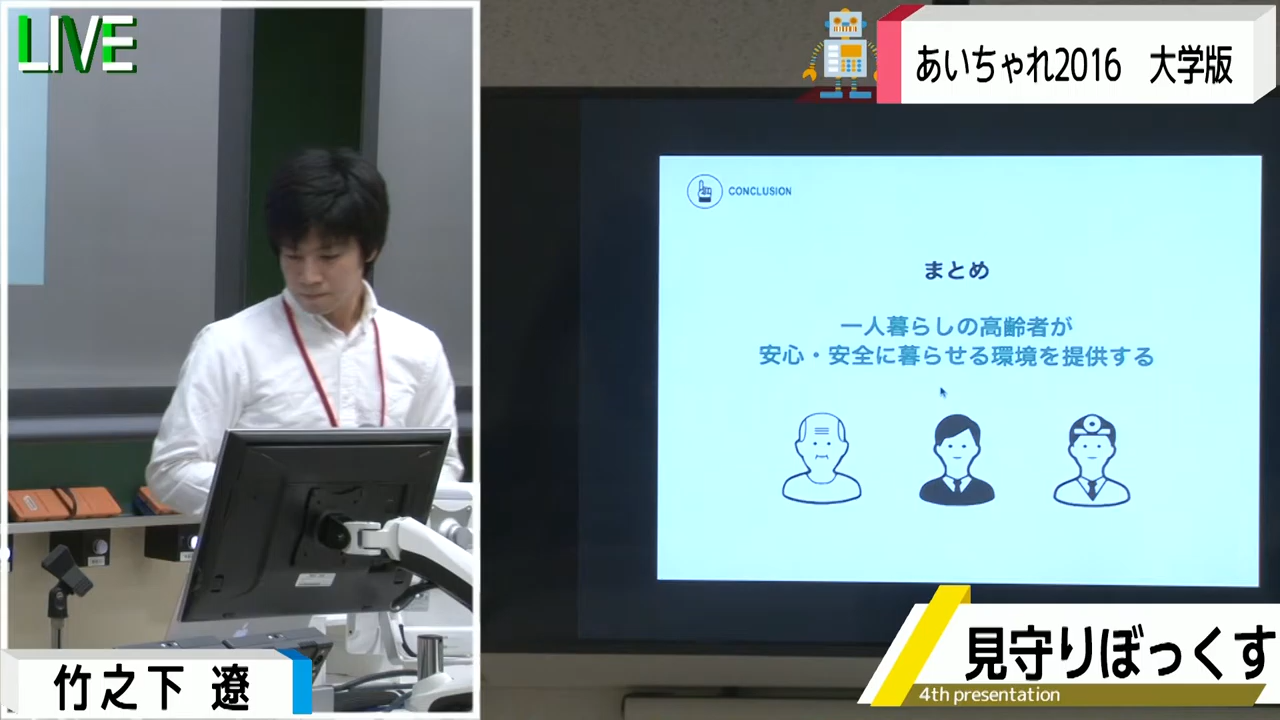 LIVE
あいちゃれ2016 大学版
CONCLUSION
まとめ
一人暮らしの高齢者が
安心・安全に暮らせる環境を提供する
見守りぼっくす
4th presentation
竹之下 遼